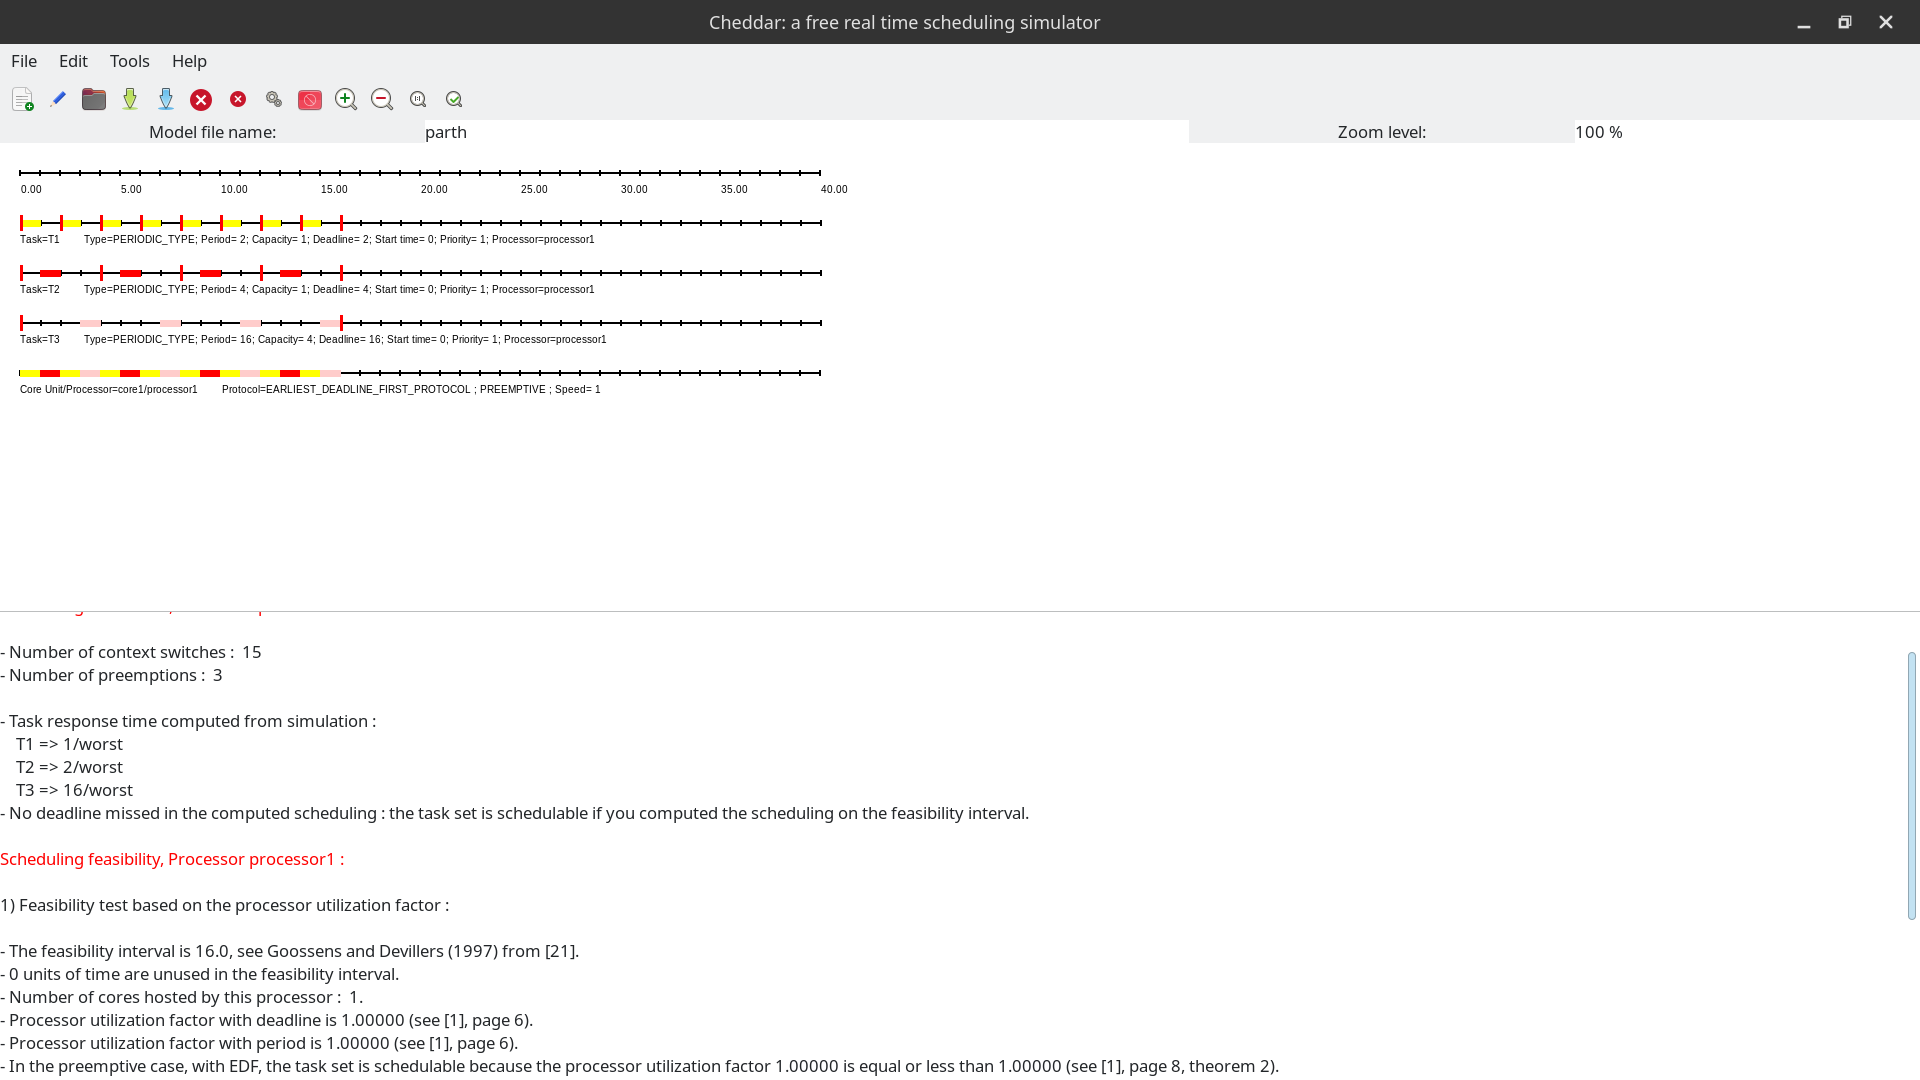 Cheddar: a free real time scheduling simulator
File Edit Tools Help
Model file name: parth Zoom level: 100 %
0.00 5.00 10.00 15.00 20.00 25.00 30.00 35.00 40.00
Task=T1 Type=PERIODIC_TYPE; Period= 2; Capacity= 1; Deadline= 2; Start time= 0; Priority= 1; Processor=processor1
Task=T2 Type=PERIODIC_TYPE; Period= 4; Capacity= 1; Deadline= 4; Start time= 0; Priority= 1; Processor=processor1
Task=T3 Type=PERIODIC_TYPE; Period= 16; Capacity= 4; Deadline= 16; Start time= 0; Priority= 1; Processor=processor1
Core Unit/Processor=core1/processor1 Protocol=EARLIEST_DEADLINE_FIRST_PROTOCOL ; PREEMPTIVE ; Speed= 1
- Number of context switches : 15
- Number of preemptions : 3
- Task response time computed from simulation :
T1 => 1/worst
T2 => 2/worst
T3 => 16/worst
- No deadline missed in the computed scheduling : the task set is schedulable if you computed the scheduling on the feasibility interval.
Scheduling feasibility, Processor processor1 :
1) Feasibility test based on the processor utilization factor :
- The feasibility interval is 16.0, see Goossens and Devillers (1997) from [21].
- 0 units of time are unused in the feasibility interval.
- Number of cores hosted by this processor : 1.
- Processor utilization factor with deadline is 1.00000 (see [1], page 6).
- Processor utilization factor with period is 1.00000 (see [1], page 6).
- In the preemptive case, with EDF, the task set is schedulable because the processor utilization factor 1.00000 is equal or less than 1.00000 (see [1], page 8, theorem 2).